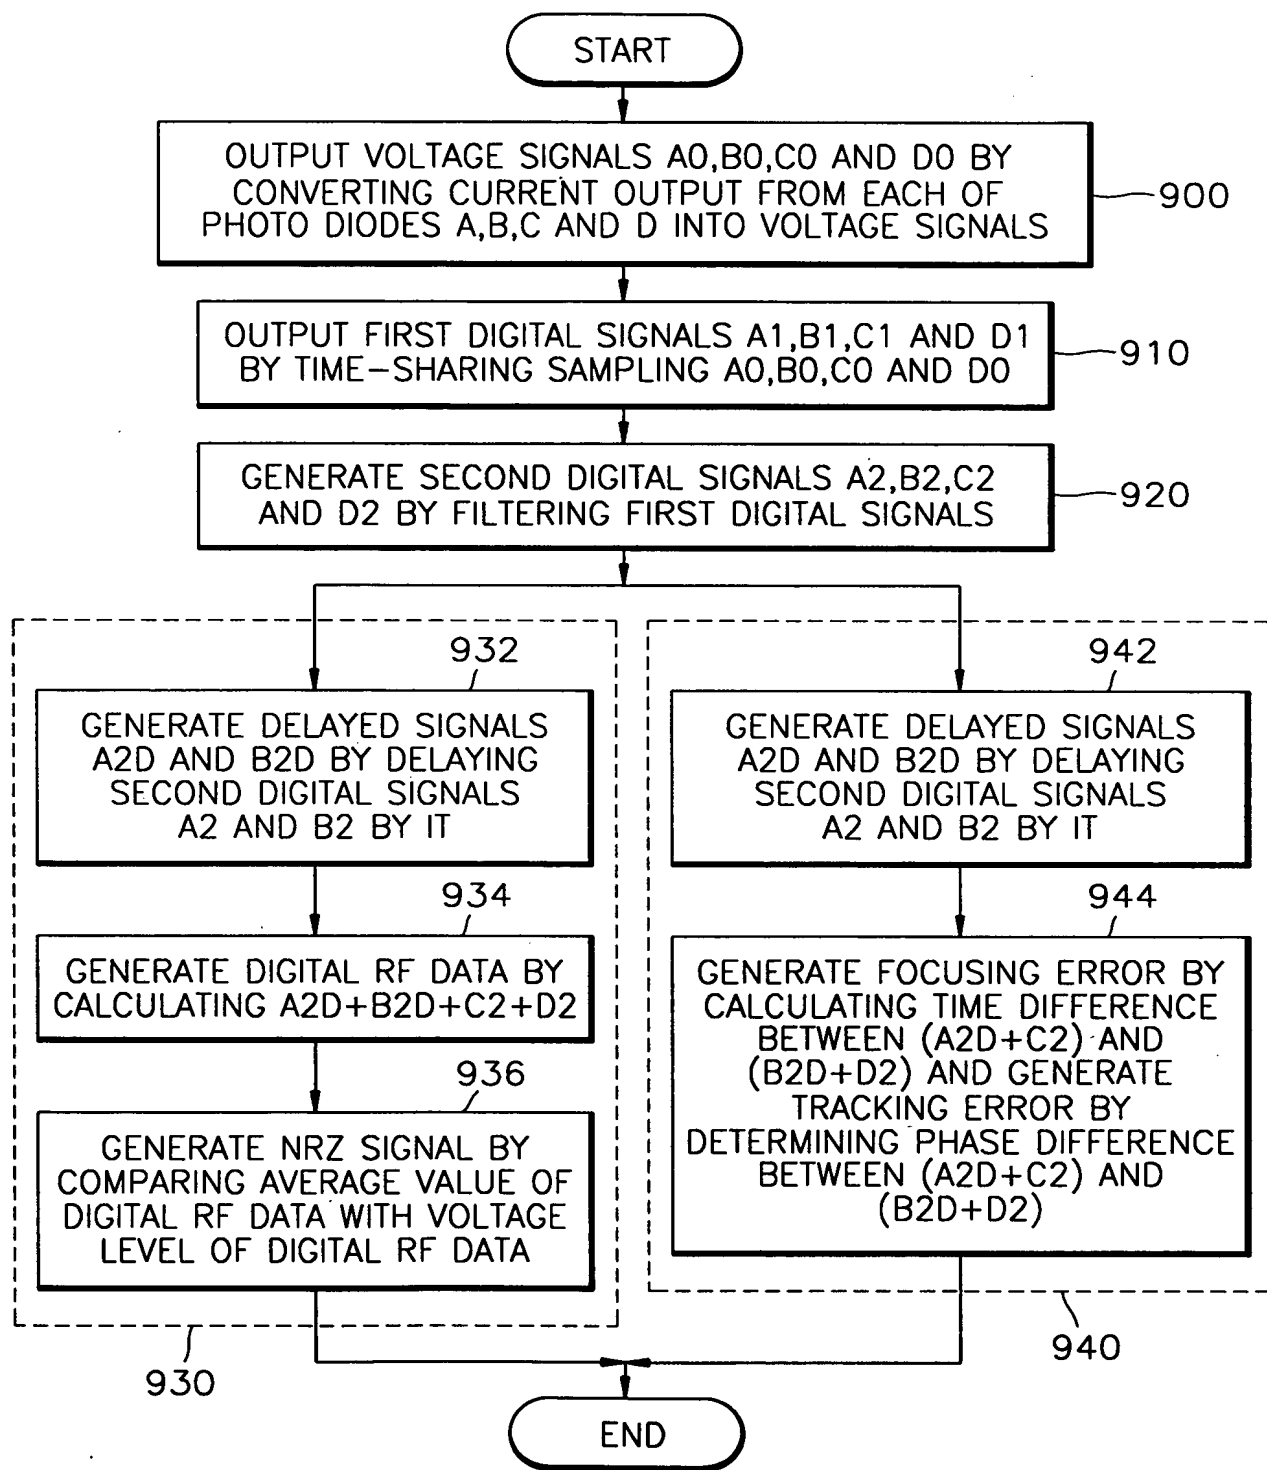 START
OUTPUT VOLTAGE SIGNALS A0,B0,C0 AND D0 BY
CONVERTING CURRENT OUTPUT FROM EACH OF
PHOTO DIODES A,B,C AND D INTO VOLTAGE SIGNALS
900
OUTPUT FIRST DIGITAL SIGNALS A1,B1,C1 AND D1
BY TIME-SHARING SAMPLING A0,B0,C0 AND D0
910
GENERATE SECOND DIGITAL SIGNALS A2,B2,C2
AND D2 BY FILTERING FIRST DIGITAL SIGNALS
920
932
GENERATE DELAYED SIGNALS
A2D AND B2D BY DELAYING
SECOND DIGITAL SIGNALS
A2 AND B2 BY IT
934
GENERATE DIGITAL RF DATA BY
CALCULATING A2D+B2D+C2+D2
936
GENERATE NRZ SIGNAL BY
COMPARING AVERAGE VALUE OF
DIGITAL RF DATA WITH VOLTAGE
LEVEL OF DIGITAL RF DATA
930
942
GENERATE DELAYED SIGNALS
A2D AND B2D BY DELAYING
SECOND DIGITAL SIGNALS
A2 AND B2 BY IT
944
GENERATE FOCUSING ERROR BY
CALCULATING TIME DIFFERENCE
BETWEEN (A2D+C2) AND
(B2D+D2) AND GENERATE
TRACKING ERROR BY
DETERMINING PHASE DIFFERENCE
BETWEEN (A2D+C2) AND
(B2D+D2)
940
END